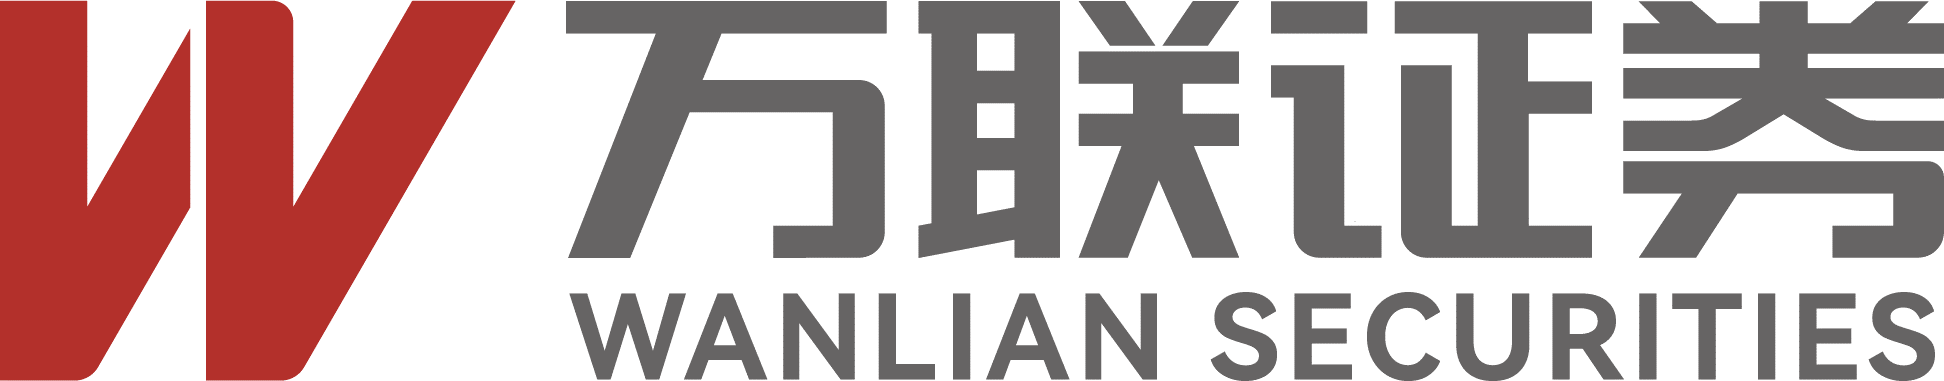 万联证券
WANLIAN SECURITIES